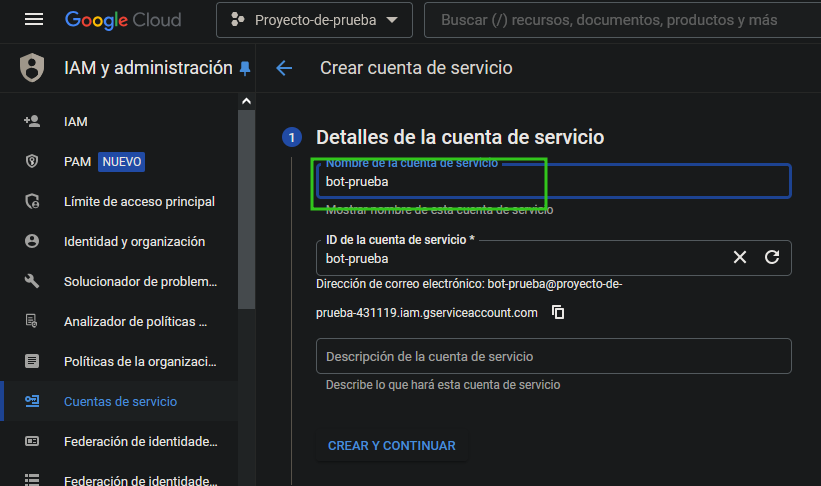 Google Cloud
Proyecto-de-prueba
Buscar (/) recursos, documentos, productos y más
IAM y administración
Crear cuenta de servicio
IAM
PAM NUEVO
Límite de acceso principal
Identidad y organización
Solucionador de problem...
Analizador de políticas ...
Políticas de la organizaci...
Cuentas de servicio
Federación de identidade...
Federación de identidade...
1 Detalles de la cuenta de servicio
Nombre de la cuenta de servicio
bot-prueba
Mostrar nombre de esta cuenta de servicio
ID de la cuenta de servicio *
bot-prueba
Dirección de correo electrónico: bot-prueba@proyecto-de-
prueba-431119.iam.gserviceaccount.com
Descripción de la cuenta de servicio
Describe lo que hará esta cuenta de servicio
CREAR Y CONTINUAR